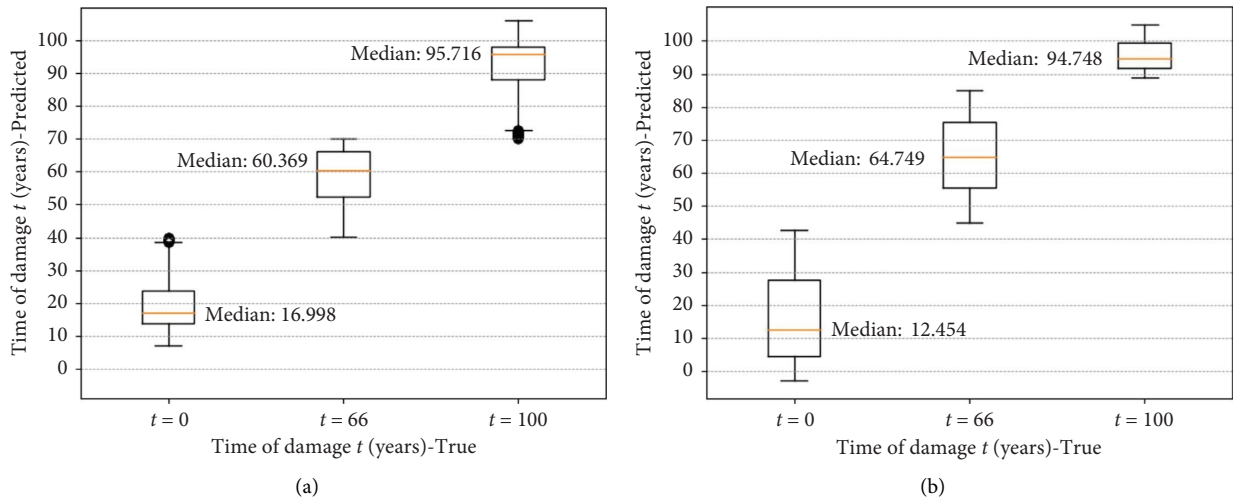 100
90
80
70
60
50
40
30
20
10
0
Time of damage t (years)-Predicted
Median: 95.716
Median: 60.369
Median: 16.998
t = 0
t = 66
t = 100
Time of damage t (years)-True
(a)
100
90
80
70
60
50
40
30
20
10
0
Time of damage t (years)-Predicted
Median: 94.748
Median: 64.749
Median: 12.454
t = 0
t = 66
t = 100
Time of damage t (years)-True
(b)